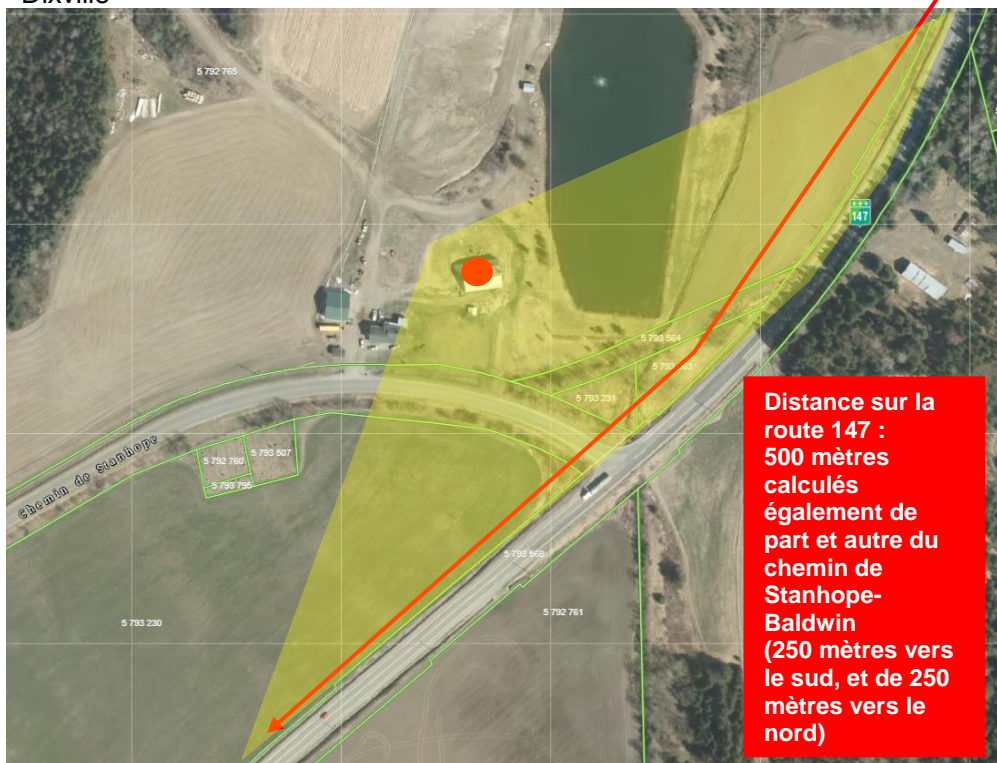 Dixville
5 792 765
147
5 793 564
5 793 231
5 792 760
5 793 507
5 793 795
Chemin de Stanhope
5 793 568
5 792 761
5 793 230
Distance sur la
route 147 :
500 mètres
calculés
également de
part et autre du
chemin de
Stanhope-
Baldwin
(250 mètres vers
le sud, et de 250
mètres vers le
nord)